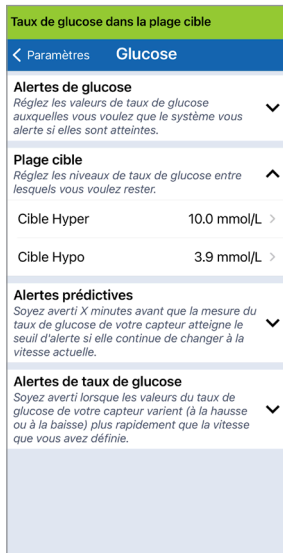 Taux de glucose dans la plage cible
Paramètres Glucose
Alertes de glucose
Réglez les valeurs de taux de glucose
auxquelles vous voulez que le système vous
alerte si elles sont atteintes.
Plage cible
Réglez les niveaux de taux de glucose entre
lesquels vous voulez rester.
Cible Hyper 10.0 mmol/L
Cible Hypo 3.9 mmol/L
Alertes prédictives
Soyez averti X minutes avant que la mesure du
taux de glucose de votre capteur atteigne le
seuil d'alerte si elle continue de changer à la
vitesse actuelle.
Alertes de taux de glucose
Soyez averti lorsque les valeurs du taux de
glucose de votre capteur varient (à la hausse
ou à la baisse) plus rapidement que la vitesse
que vous avez définie.